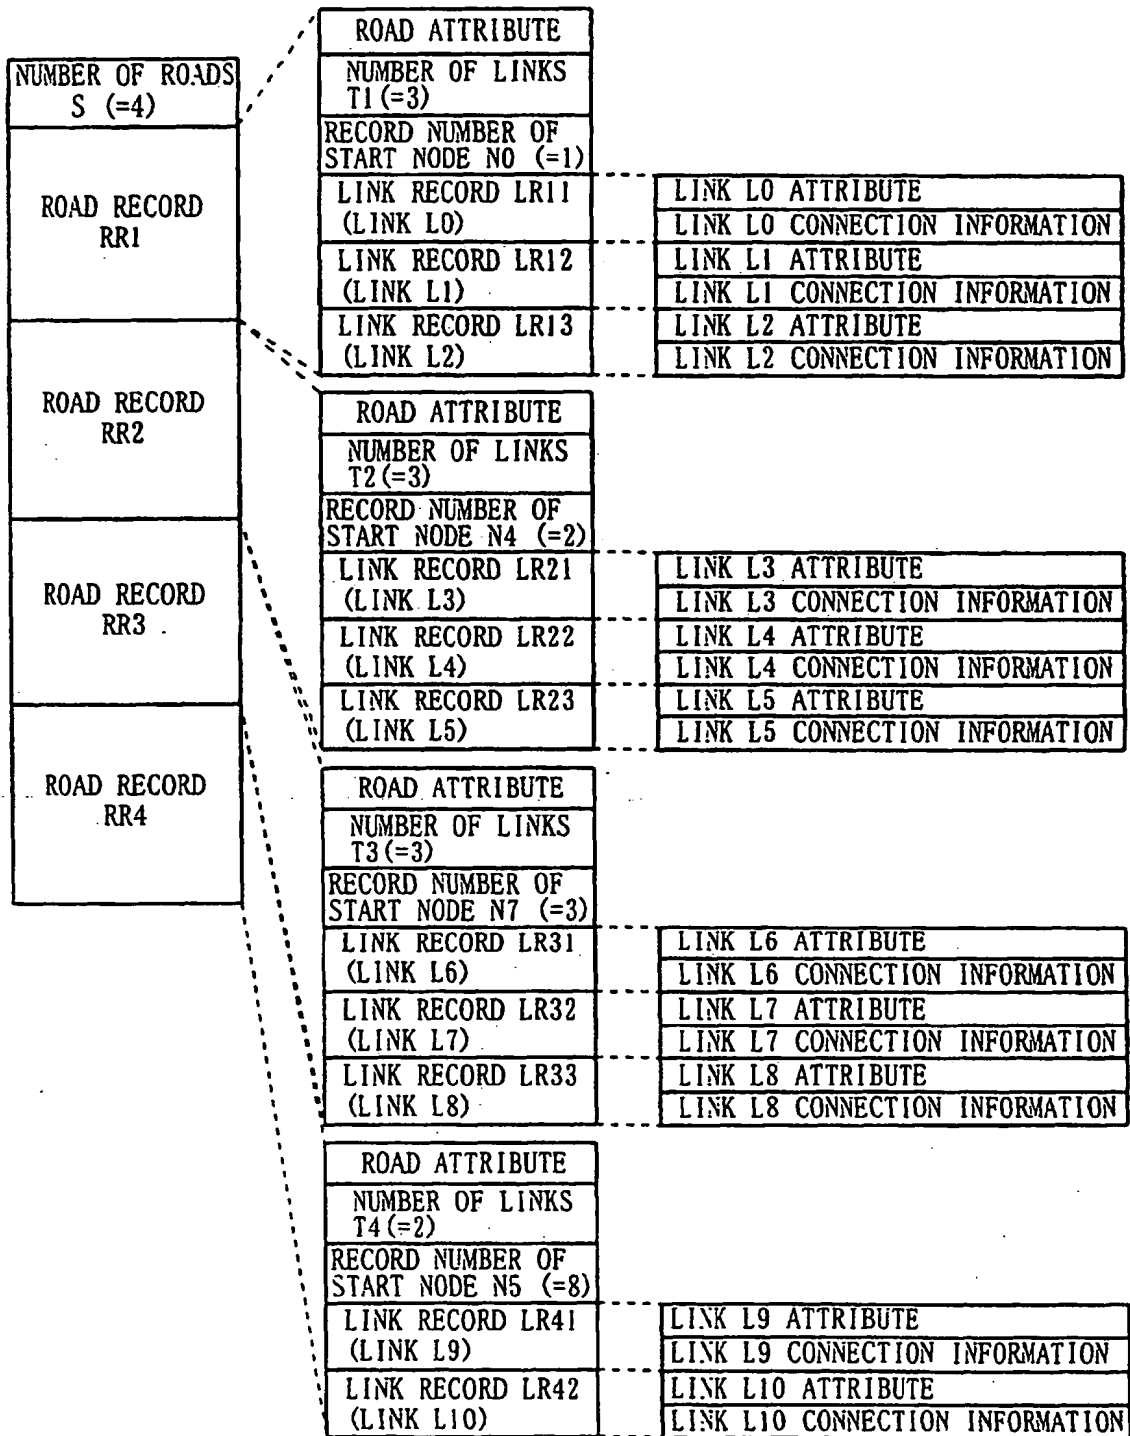 NUMBER OF ROADS
S (=4)
ROAD RECORD
RR1
ROAD RECORD
RR2
ROAD RECORD
RR3
ROAD RECORD
RR4
ROAD ATTRIBUTE
NUMBER OF LINKS
T1(=3)
RECORD NUMBER OF
START NODE N0 (=1)
LINK RECORD LR11
(LINK L0)
LINK RECORD LR12
(LINK L1)
LINK RECORD LR13
(LINK L2)
LINK L0 ATTRIBUTE
LINK L0 CONNECTION INFORMATION
LINK L1 ATTRIBUTE
LINK L1 CONNECTION INFORMATION
LINK L2 ATTRIBUTE
LINK L2 CONNECTION INFORMATION
ROAD ATTRIBUTE
NUMBER OF LINKS
T2(=3)
RECORD NUMBER OF
START NODE N4 (=2)
LINK RECORD LR21
(LINK L3)
LINK RECORD LR22
(LINK L4)
LINK RECORD LR23
(LINK L5)
LINK L3 ATTRIBUTE
LINK L3 CONNECTION INFORMATION
LINK L4 ATTRIBUTE
LINK L4 CONNECTION INFORMATION
LINK L5 ATTRIBUTE
LINK L5 CONNECTION INFORMATION
ROAD ATTRIBUTE
NUMBER OF LINKS
T3(=3)
RECORD NUMBER OF
START NODE N7 (=3)
LINK RECORD LR31
(LINK L6)
LINK RECORD LR32
(LINK L7)
LINK RECORD LR33
(LINK L8)
LINK L6 ATTRIBUTE
LINK L6 CONNECTION INFORMATION
LINK L7 ATTRIBUTE
LINK L7 CONNECTION INFORMATION
LINK L8 ATTRIBUTE
LINK L8 CONNECTION INFORMATION
ROAD ATTRIBUTE
NUMBER OF LINKS
T4(=2)
RECORD NUMBER OF
START NODE N5 (=8)
LINK RECORD LR41
(LINK L9)
LINK RECORD LR42
(LINK L10)
LINK L9 ATTRIBUTE
LINK L9 CONNECTION INFORMATION
LINK L10 ATTRIBUTE
LINK L10 CONNECTION INFORMATION